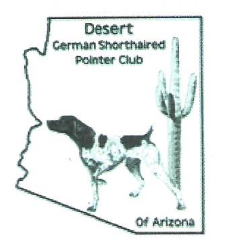 Desert
German Shorthaired
Pointer Club
Of Arizona